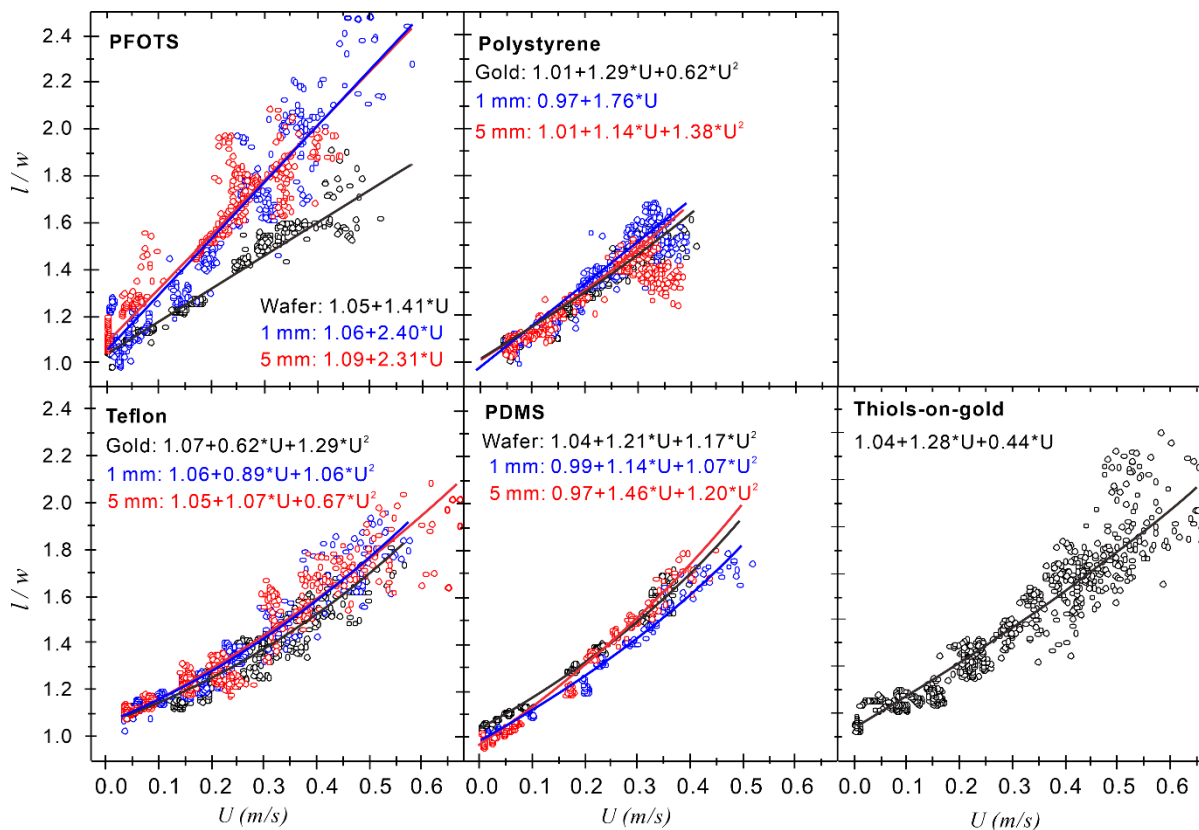 PFOTS
Wafer: 1.05+1.41*U
1 mm: 1.06+2.40*U
5 mm: 1.09+2.31*U
Polystyrene
Gold: 1.01+1.29*U+0.62*U²
1 mm: 0.97+1.76*U
5 mm: 1.01+1.14*U+1.38*U²
l / w
2.4
2.2
2.0
1.8
1.6
1.4
1.2
1.0
Teflon
Gold: 1.07+0.62*U+1.29*U²
1 mm: 1.06+0.89*U+1.06*U²
5 mm: 1.05+1.07*U+0.67*U²
PDMS
Wafer: 1.04+1.21*U+1.17*U²
1 mm: 0.99+1.14*U+1.07*U²
5 mm: 0.97+1.46*U+1.20*U²
Thiols-on-gold
1.04+1.28*U+0.44*U
l / w
2.4
2.2
2.0
1.8
1.6
1.4
1.2
1.0
0.0 0.1 0.2 0.3 0.4 0.5 0.6 0.0 0.1 0.2 0.3 0.4 0.5 0.6 0.0 0.1 0.2 0.3 0.4 0.5 0.6
U (m/s) U (m/s) U (m/s)